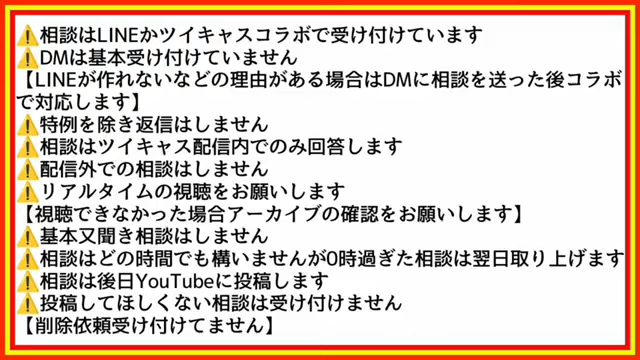 ⚠️相談はLINEかツイキャスコラボで受け付けています
⚠️DMは基本受け付けていません
【LINEが作れないなどの理由がある場合はDMに相談を送った後コラボ
で対応します】
⚠️特例を除き返信はしません
⚠️相談はツイキャス配信内でのみ回答します
⚠️配信外での相談はしません
⚠️リアルタイムの視聴をお願いします
【視聴できなかった場合アーカイブの確認をお願いします】
⚠️基本又聞き相談はしません
⚠️相談はどの時間でも構いませんが0時過ぎた相談は翌日取り上げます
⚠️相談は後日YouTubeに投稿します
⚠️投稿してほしくない相談は受け付けません
【削除依頼受け付けてません】